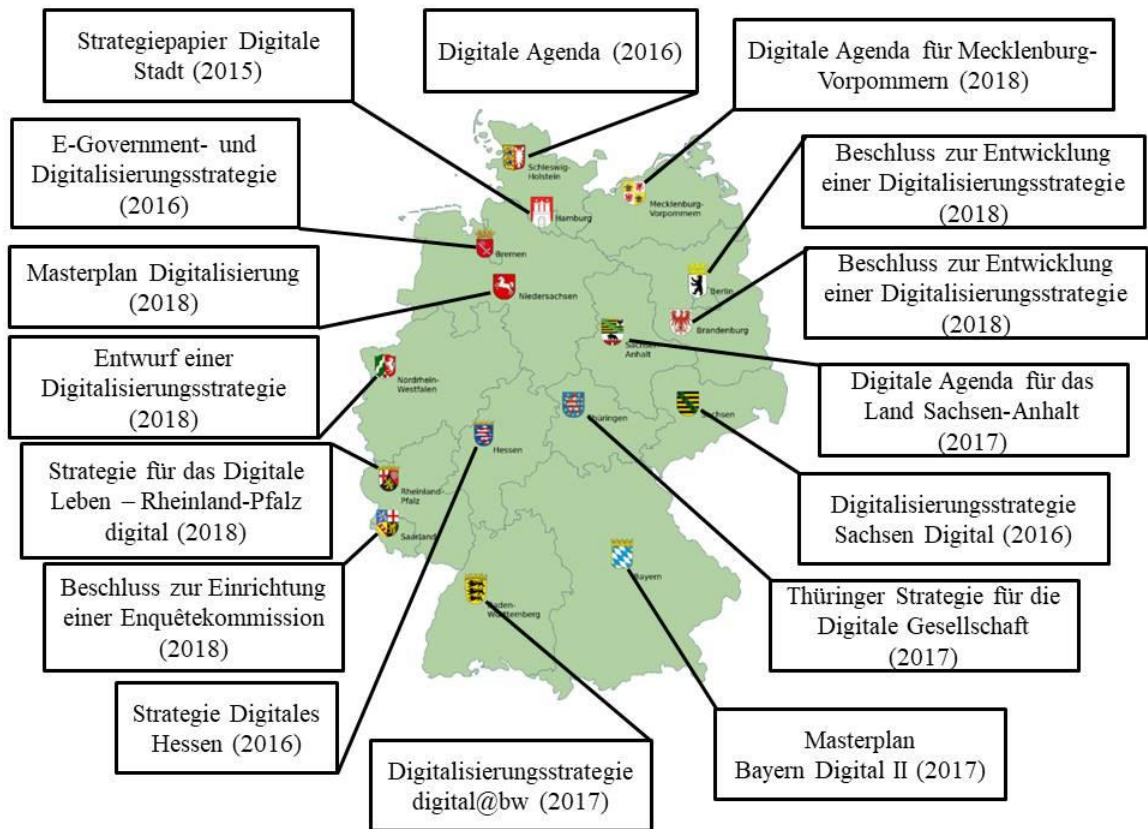 Strategiepapier Digitale
Stadt (2015)
Digitale Agenda (2016)
Digitale Agenda für Mecklenburg-
Vorpommern (2018)
E-Government- und
Digitalisierungsstrategie
(2016)
Beschluss zur Entwicklung
einer Digitalisierungsstrategie
(2018)
Masterplan Digitalisierung
(2018)
Beschluss zur Entwicklung
einer Digitalisierungsstrategie
(2018)
Entwurf einer
Digitalisierungsstrategie
(2018)
Digitale Agenda für das
Land Sachsen-Anhalt
(2017)
Strategie für das Digitale
Leben – Rheinland-Pfalz
digital (2018)
Digitalisierungsstrategie
Sachsen Digital (2016)
Beschluss zur Einrichtung
einer Enquêtekommission
(2018)
Thüringer Strategie für die
Digitale Gesellschaft
(2017)
Strategie Digitales
Hessen (2016)
Digitalisierungsstrategie
digital@bw (2017)
Masterplan
Bayern Digital II (2017)
Schleswig-
Holstein
Hamburg
Mecklenburg-
Vorpommern
Bremen
Niedersachsen
Berlin
Brandenburg
Sachsen-
Anhalt
Nordrhein-
Westfalen
Hessen
Thüringen
Sachsen
Rheinland-
Pfalz
Saarland
Bayern
Baden-
Württemberg